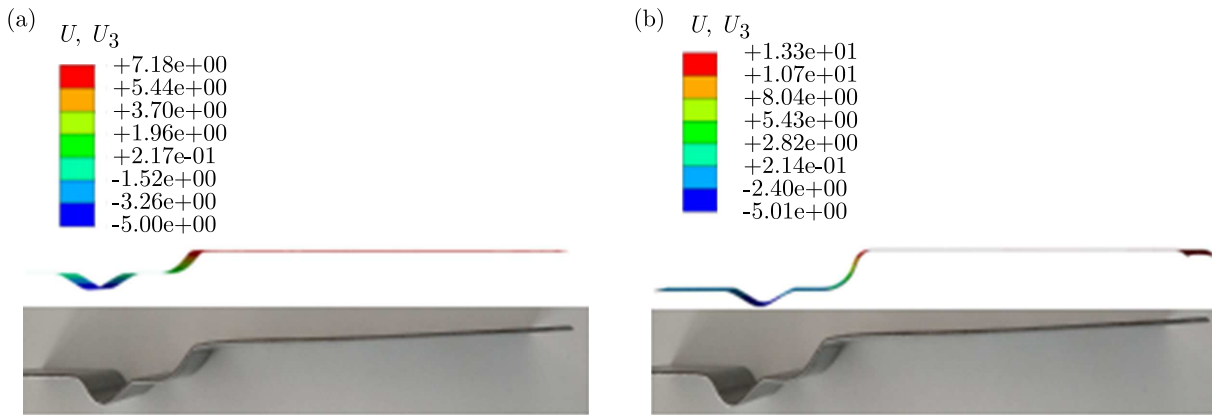 (a)
U, U3
+7.18e+00
+5.44e+00
+3.70e+00
+1.96e+00
+2.17e-01
-1.52e+00
-3.26e+00
-5.00e+00
(b)
U, U3
+1.33e+01
+1.07e+01
+8.04e+00
+5.43e+00
+2.82e+00
+2.14e-01
-2.40e+00
-5.01e+00